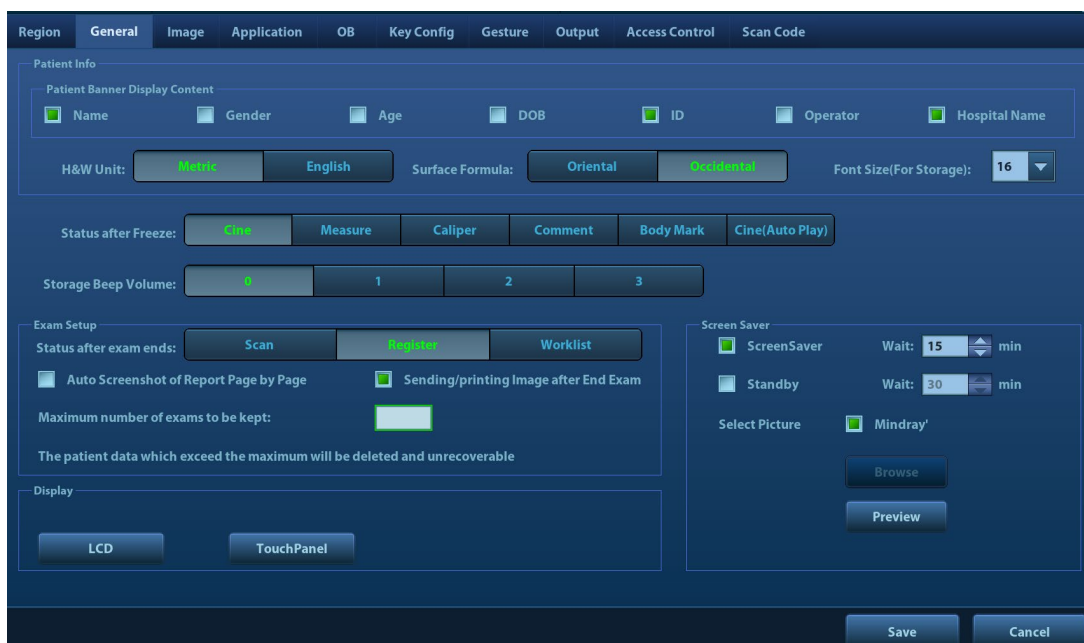 Region General Image Application OB Key Config Gesture Output Access Control Scan Code
Patient Info
Patient Banner Display Content
Name Gender Age DOB ID Operator Hospital Name
H&W Unit: Metric English Surface Formula: Oriental Occidental Font Size(For Storage): 16
Status after Freeze: Cine Measure Caliper Comment Body Mark Cine(Auto Play)
Storage Beep Volume: 0 1 2 3
Exam Setup
Status after exam ends: Scan Register Worklist
Auto Screenshot of Report Page by Page Sending/printing Image after End Exam
Maximum number of exams to be kept:
The patient data which exceed the maximum will be deleted and unrecoverable
Screen Saver
ScreenSaver Wait: 15 min
Standby Wait: 30 min
Select Picture Mindray'
Browse
Preview
Display
LCD TouchPanel
Save Cancel